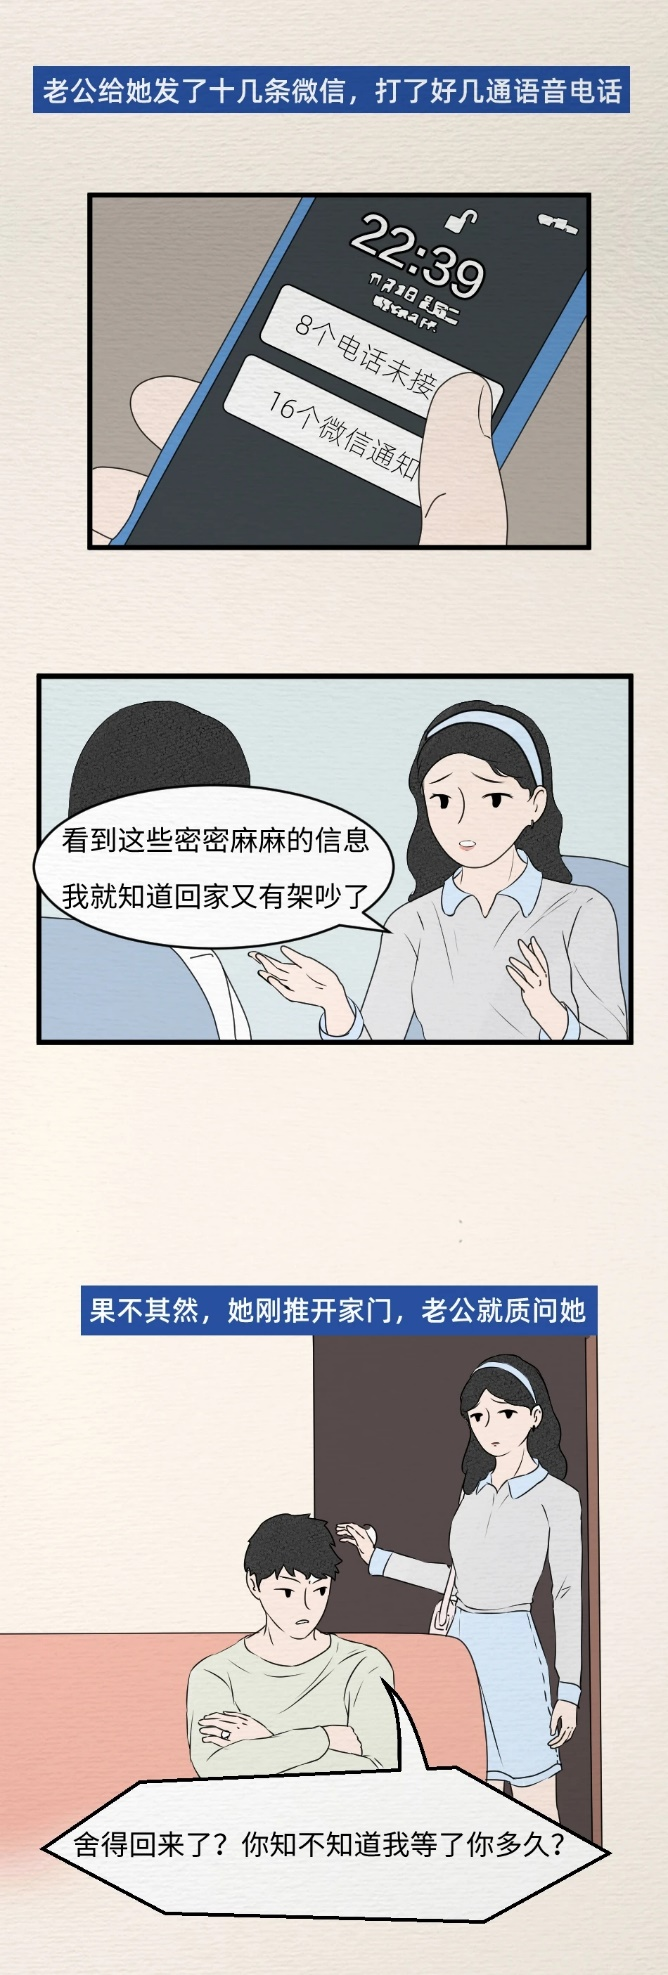 老公给她发了十几条微信，打了好几通语音电话
22:39
8个电话未接
16个微信通知
看到这些密密麻麻的信息
我就知道回家又有架吵了
果不其然，她刚推开家门，老公就质问她
舍得回来了？你知不知道我等了你多久？